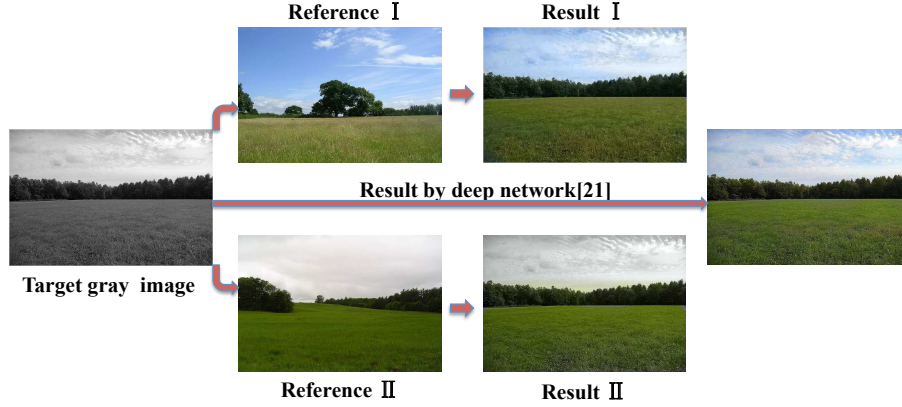 Reference Ⅰ
Result Ⅰ
Result by deep network[21]
Target gray image
Reference Ⅱ
Result Ⅱ